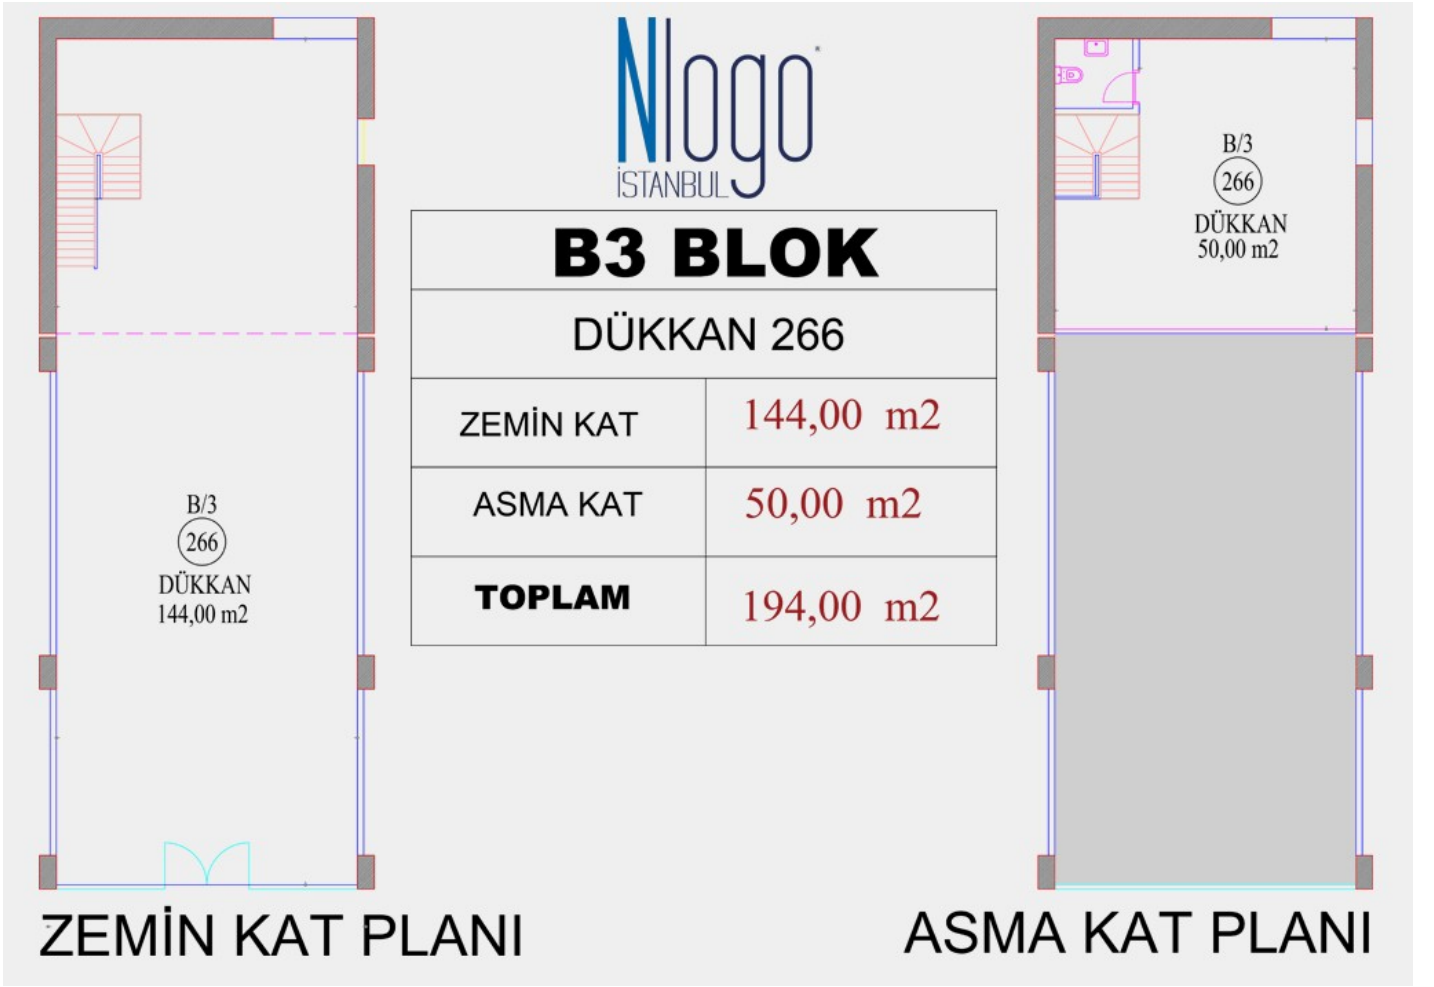 Nlogo
İSTANBUL
B3 BLOK
DÜKKAN 266
ZEMİN KAT 144,00 m2
ASMA KAT 50,00 m2
TOPLAM 194,00 m2
B/3
266
DÜKKAN
144,00 m2
ZEMİN KAT PLANI
B/3
266
DÜKKAN
50,00 m2
ASMA KAT PLANI